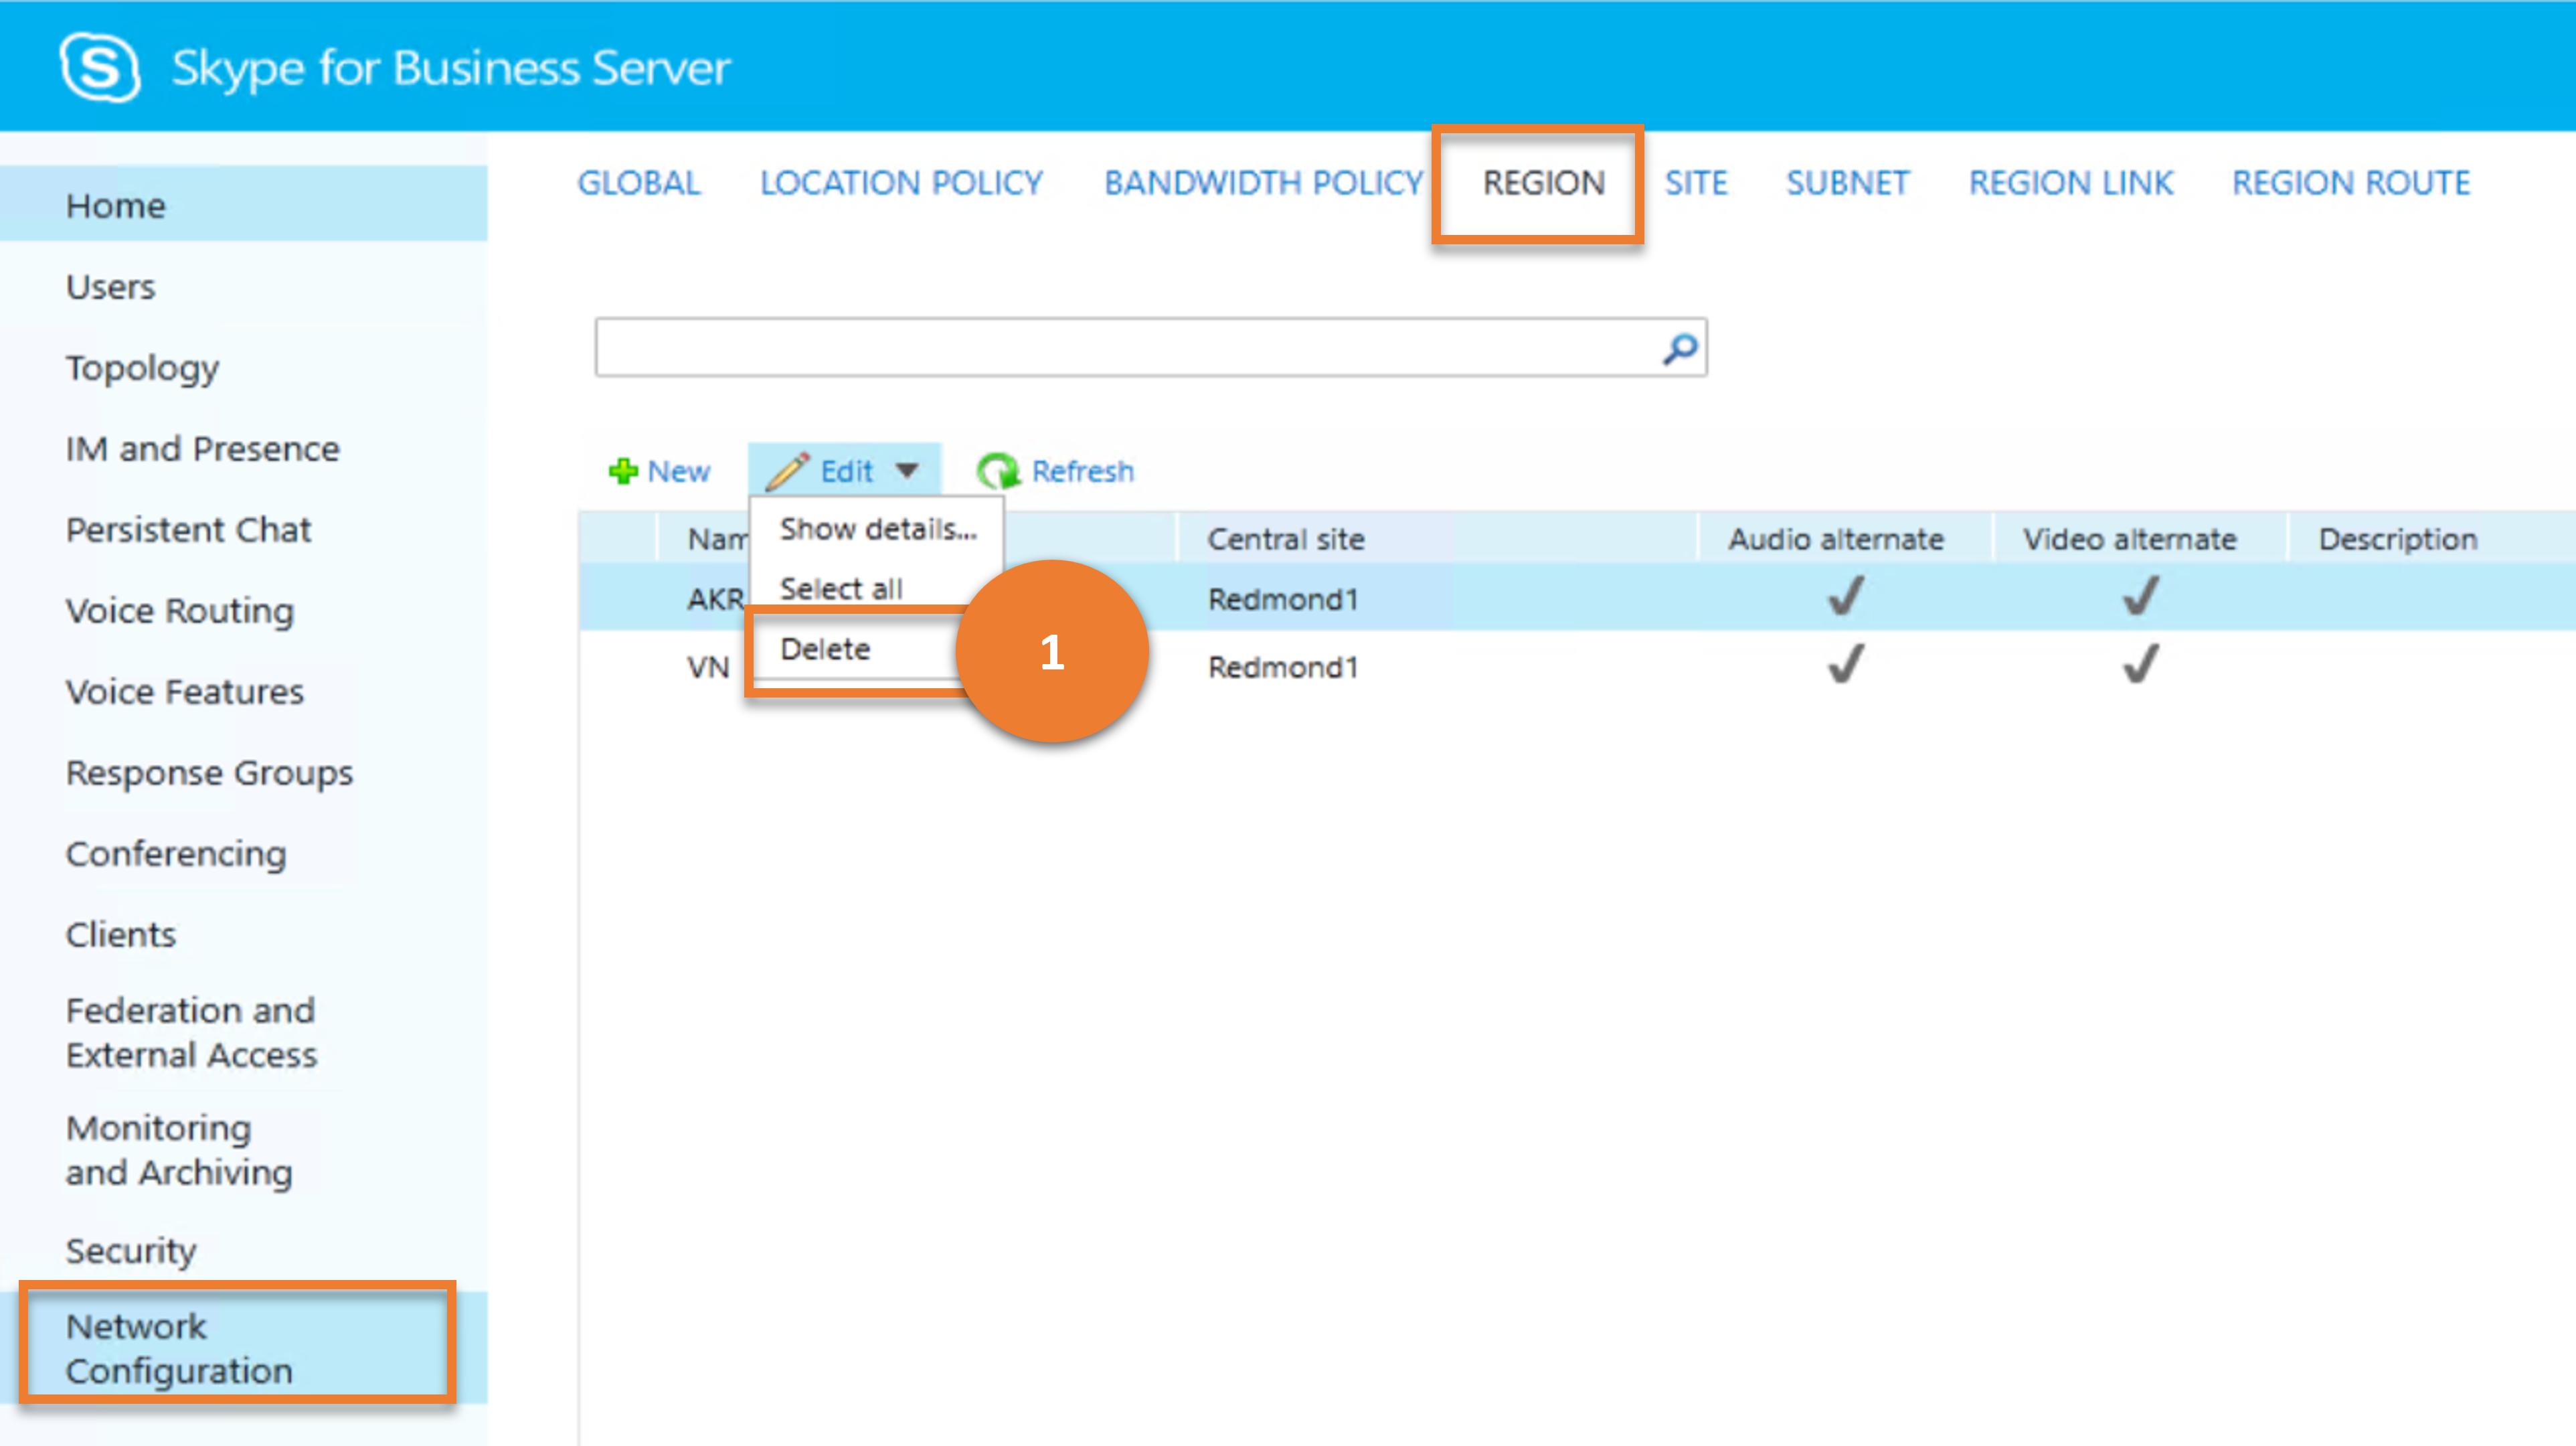 Skype for Business Server
Home
Users
Topology
IM and Presence
Persistent Chat
Voice Routing
Voice Features
Response Groups
Conferencing
Clients
Federation and
External Access
Monitoring
and Archiving
Security
Network
Configuration
GLOBAL LOCATION POLICY BANDWIDTH POLICY REGION SITE SUBNET REGION LINK REGION ROUTE
New Edit Refresh
Show details...
Select all
Delete
1
Nam Central site Audio alternate Video alternate Description
AKR Redmond1
VN Redmond1